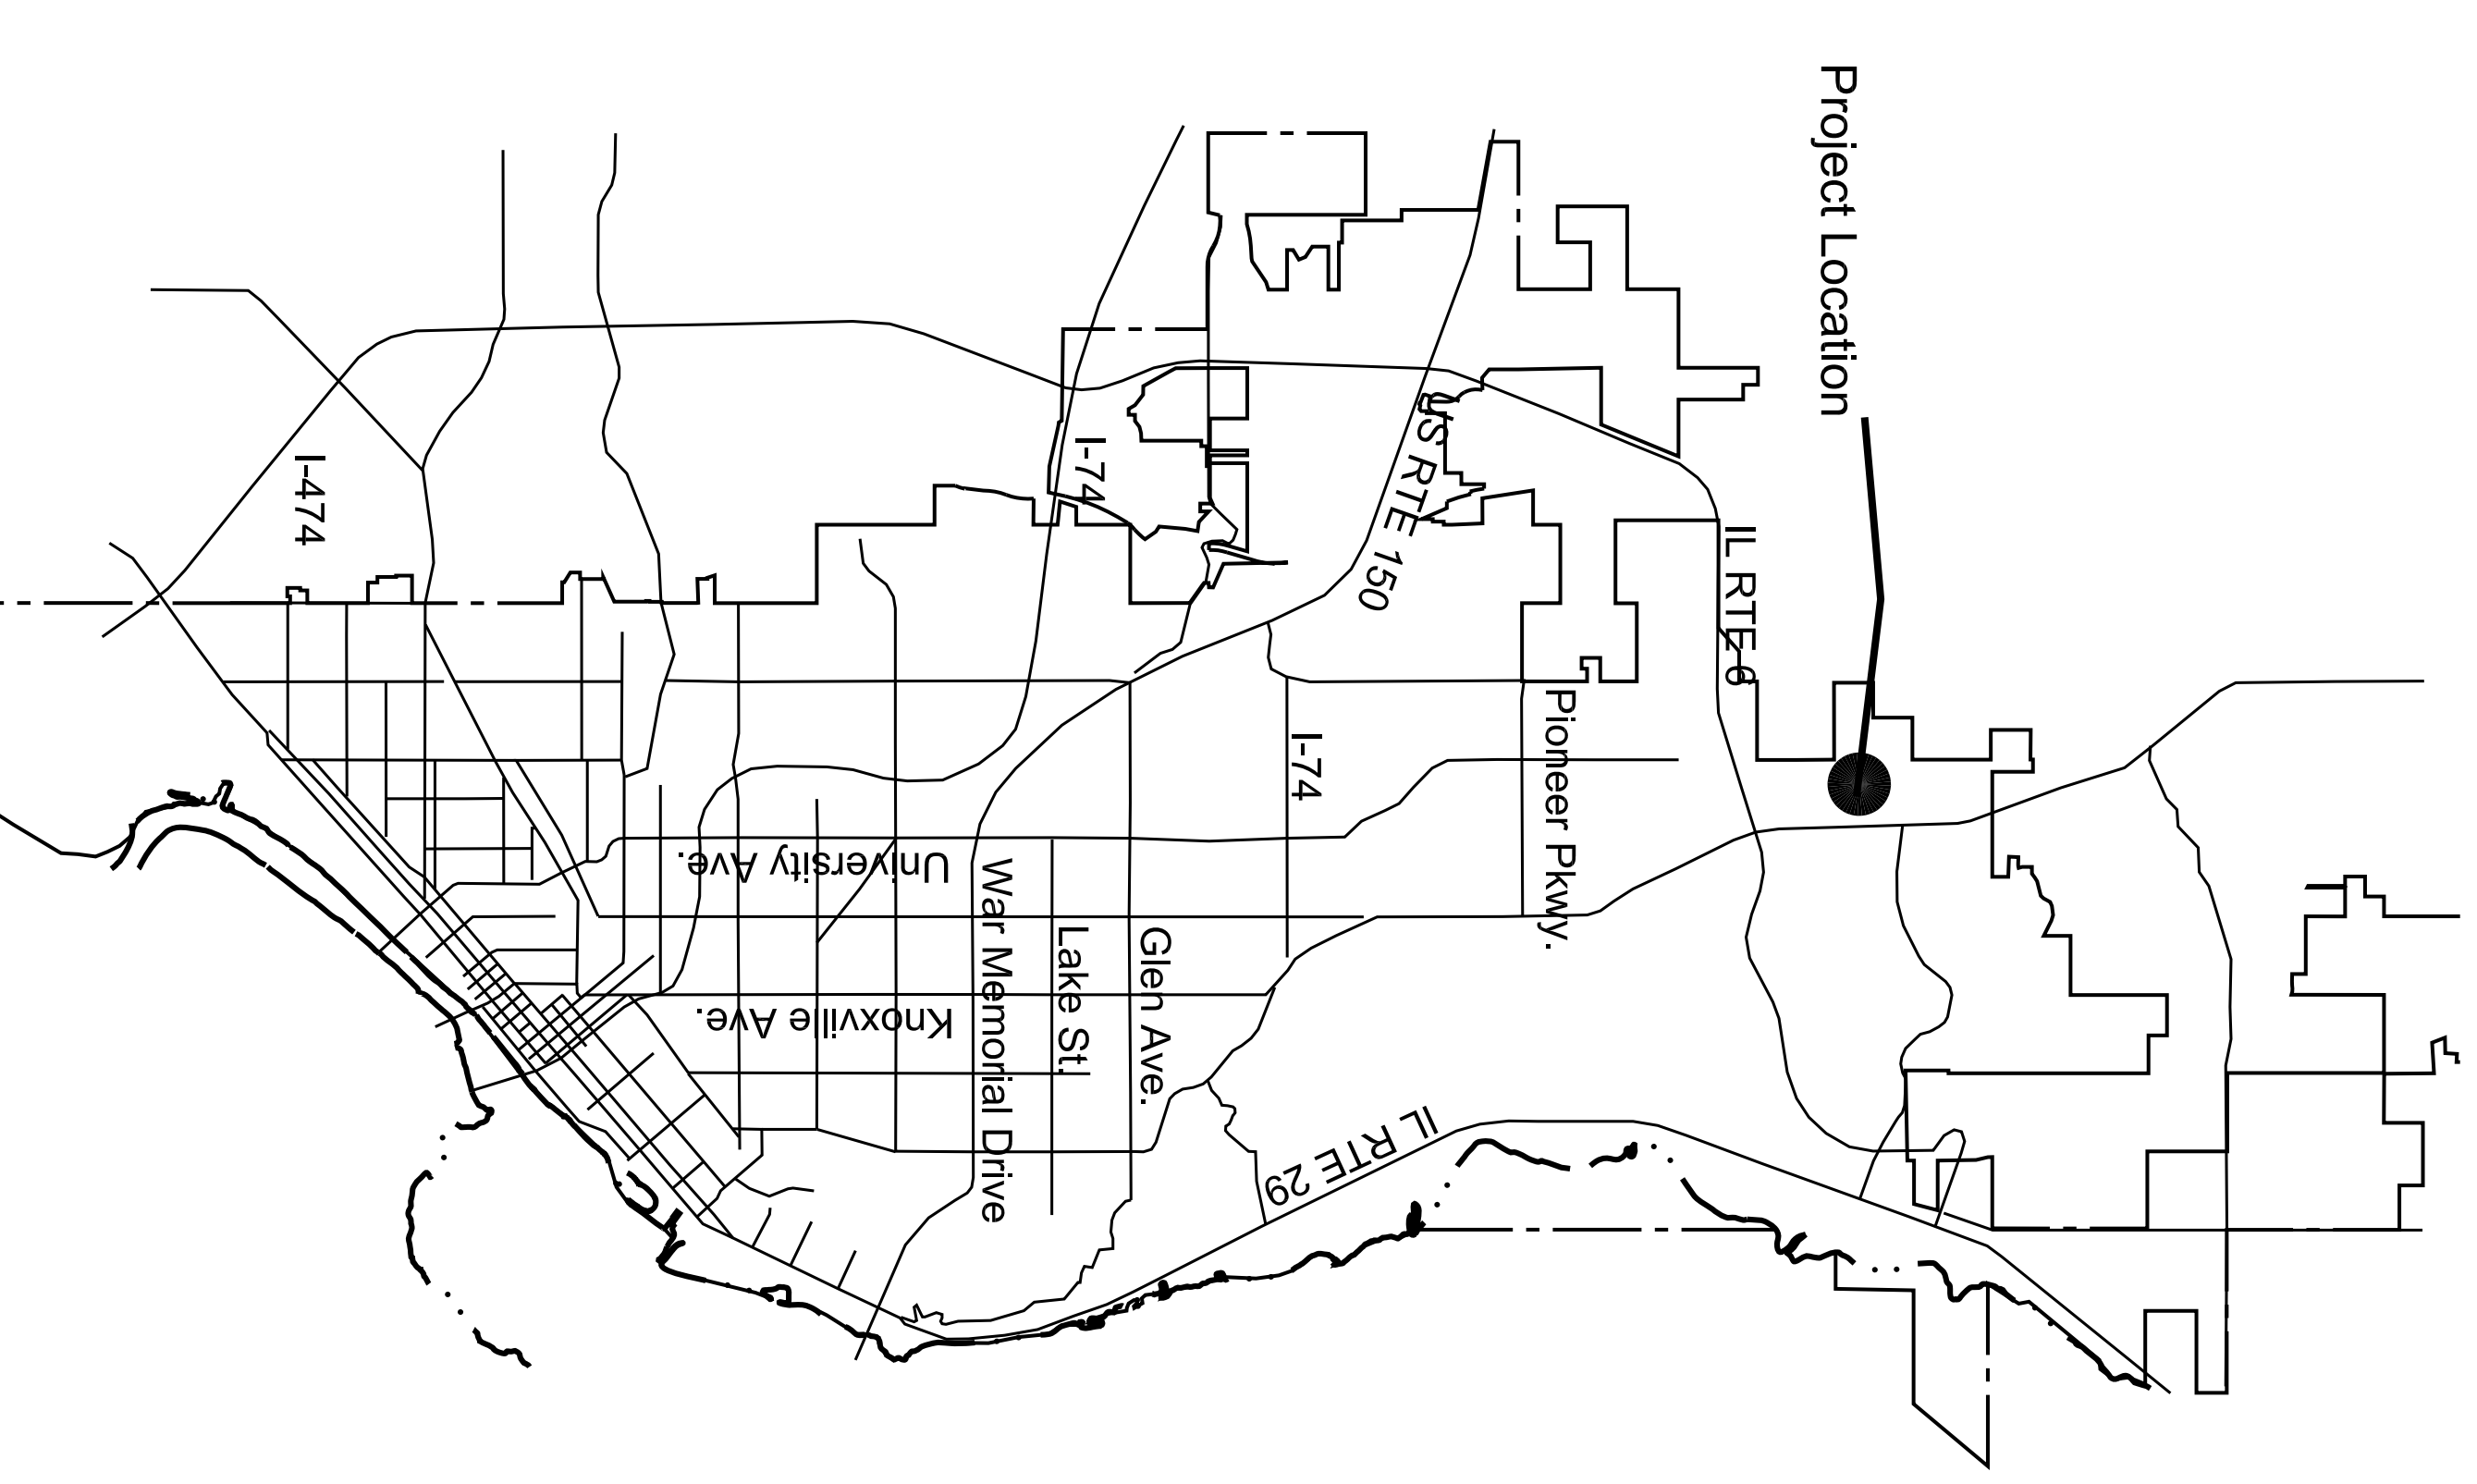 Project Location
I-474
I-74
US RTE 150
IL RTE 6
Pioneer Pkwy.
I-74
University Ave.
War Memorial Drive
Lake St.
Glen Ave.
Knoxville Ave.
IL RTE 29